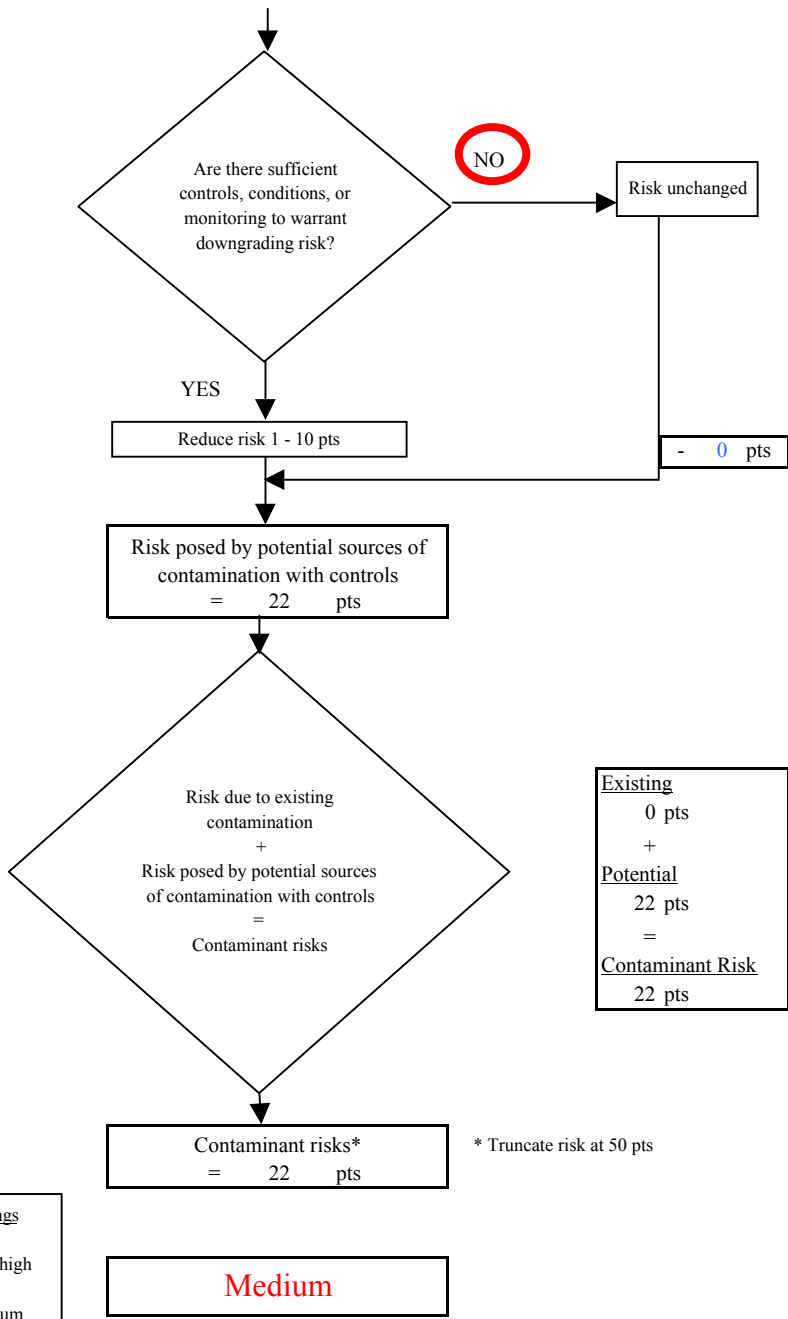 Are there sufficient
controls, conditions, or
monitoring to warrant
downgrading risk?
NO
Risk unchanged
YES
Reduce risk 1 - 10 pts
- 0 pts
Risk posed by potential sources of
contamination with controls
= 22 pts
Risk due to existing
contamination
+
Risk posed by potential sources
of contamination with controls
=
Contaminant risks
Existing
0 pts
+
Potential
22 pts
=
Contaminant Risk
22 pts
Contaminant risks*
= 22 pts
* Truncate risk at 50 pts
high
Medium